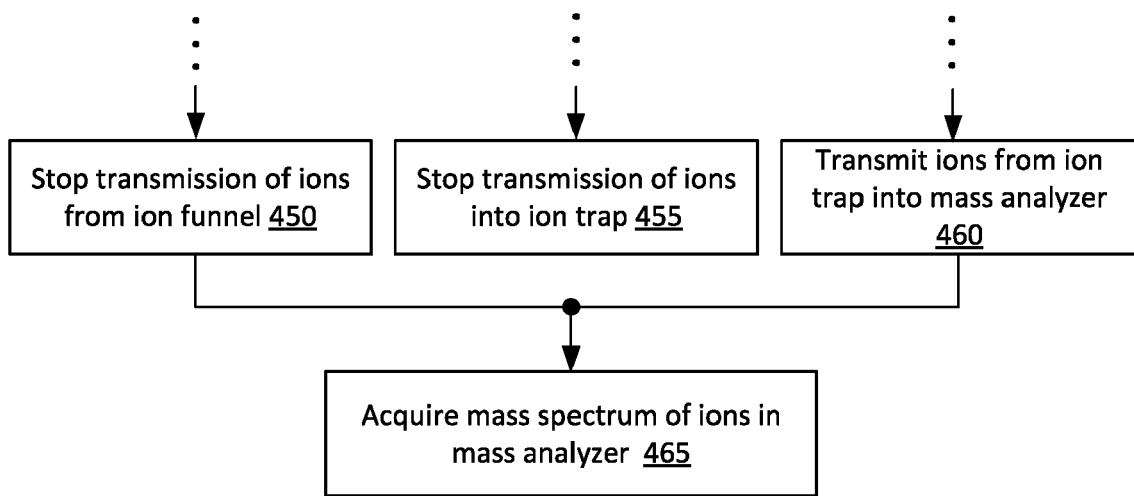 Stop transmission of ions
from ion funnel 450
Stop transmission of ions
into ion trap 455
Transmit ions from ion
trap into mass analyzer
460
Acquire mass spectrum of ions in
mass analyzer 465